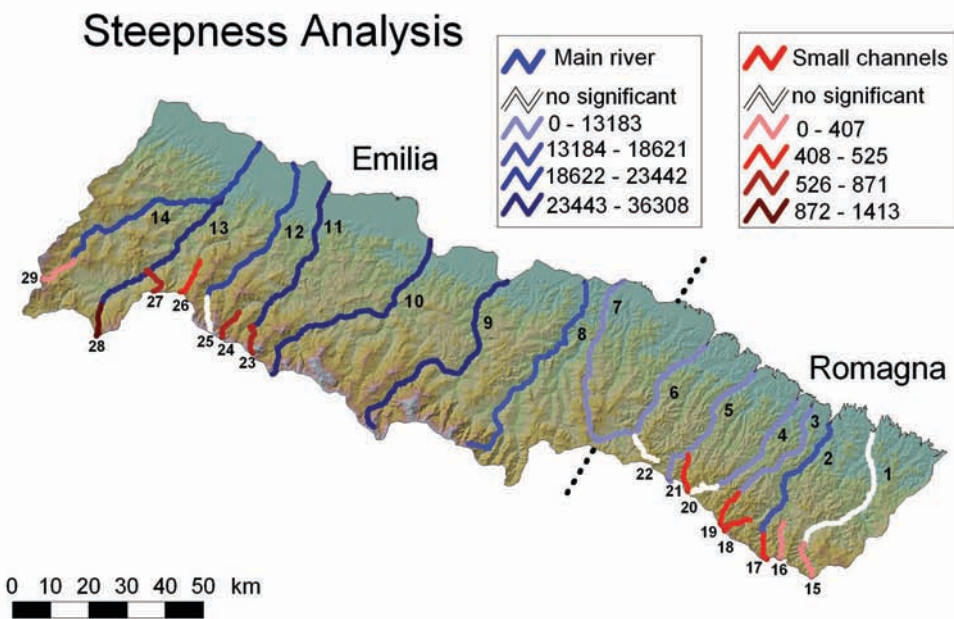 Steepness Analysis
Main river
no significant
0 - 13183
13184 - 18621
18622 - 23442
23443 - 36308
Small channels
no significant
0 - 407
408 - 525
526 - 871
872 - 1413
Emilia
Romagna
14
13
12
11
10
9
8
7
6
5
4
3
2
1
29
28
27
26
25
24
23
22
21
20
19
18
17
16
15
0 10 20 30 40 50 km